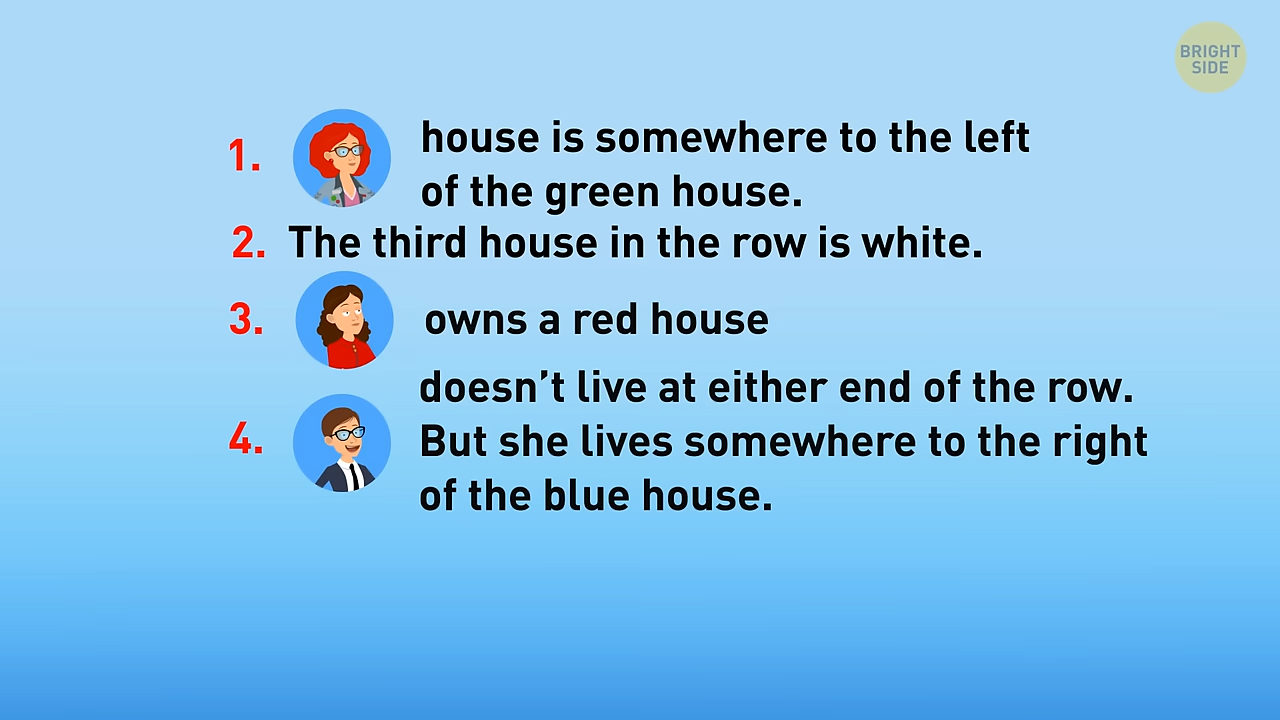 BRIGHT
SIDE
1. house is somewhere to the left
of the green house.
2. The third house in the row is white.
3. owns a red house
4. doesn’t live at either end of the row.
But she lives somewhere to the right
of the blue house.